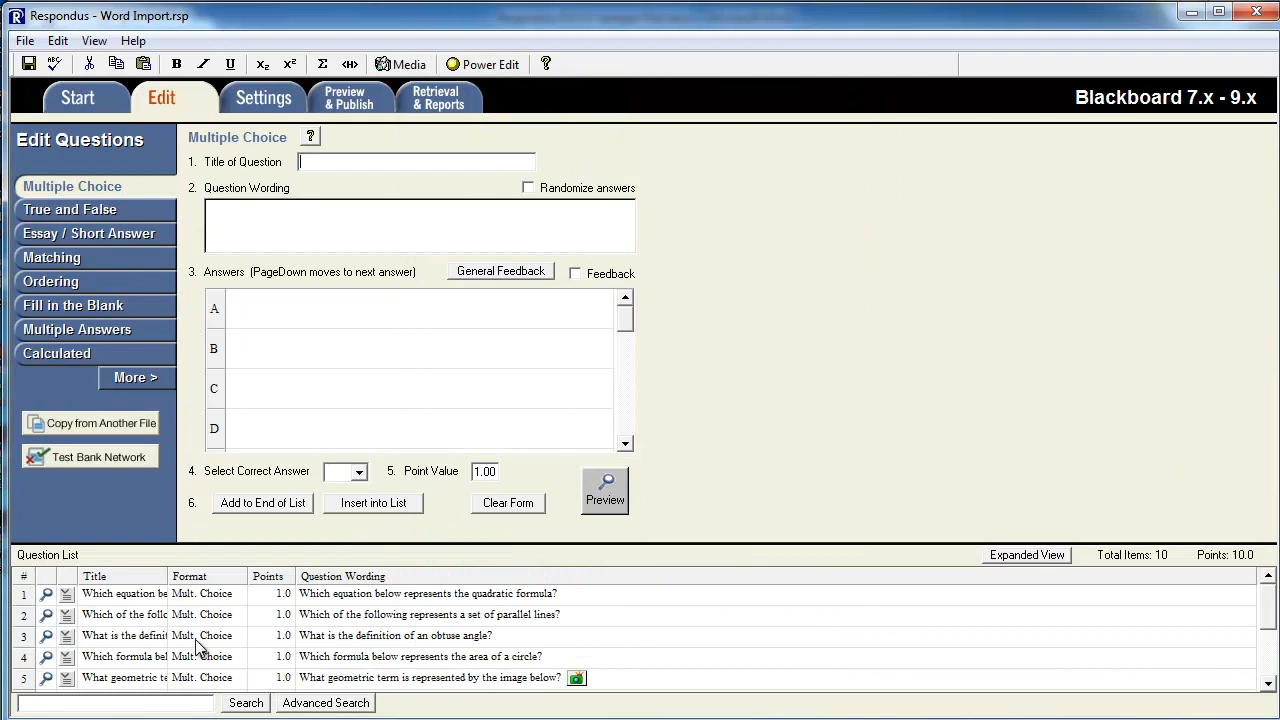 Respondus - Word Import.rsp
File Edit View Help
ABC B I U X₂ X² Σ <H> Media Power Edit ?
Start Edit Settings Preview & Publish Retrieval & Reports Blackboard 7.x - 9.x
Edit Questions
Multiple Choice
True and False
Essay / Short Answer
Matching
Ordering
Fill in the Blank
Multiple Answers
Calculated
More >
Copy from Another File
Test Bank Network
Multiple Choice ?
1. Title of Question
2. Question Wording Randomize answers
3. Answers (PageDown moves to next answer) General Feedback Feedback
A
B
C
D
4. Select Correct Answer 5. Point Value 1.00
Preview
6. Add to End of List Insert into List Clear Form
Question List Expanded View Total Items: 10 Points: 10.0
# Title Format Points Question Wording
1 Which equation be Mult. Choice 1.0 Which equation below represents the quadratic formula?
2 Which of the follo Mult. Choice 1.0 Which of the following represents a set of parallel lines?
3 What is the definit Mult. Choice 1.0 What is the definition of an obtuse angle?
4 Which formula bel Mult. Choice 1.0 Which formula below represents the area of a circle?
5 What geometric te Mult. Choice 1.0 What geometric term is represented by the image below?
Search Advanced Search